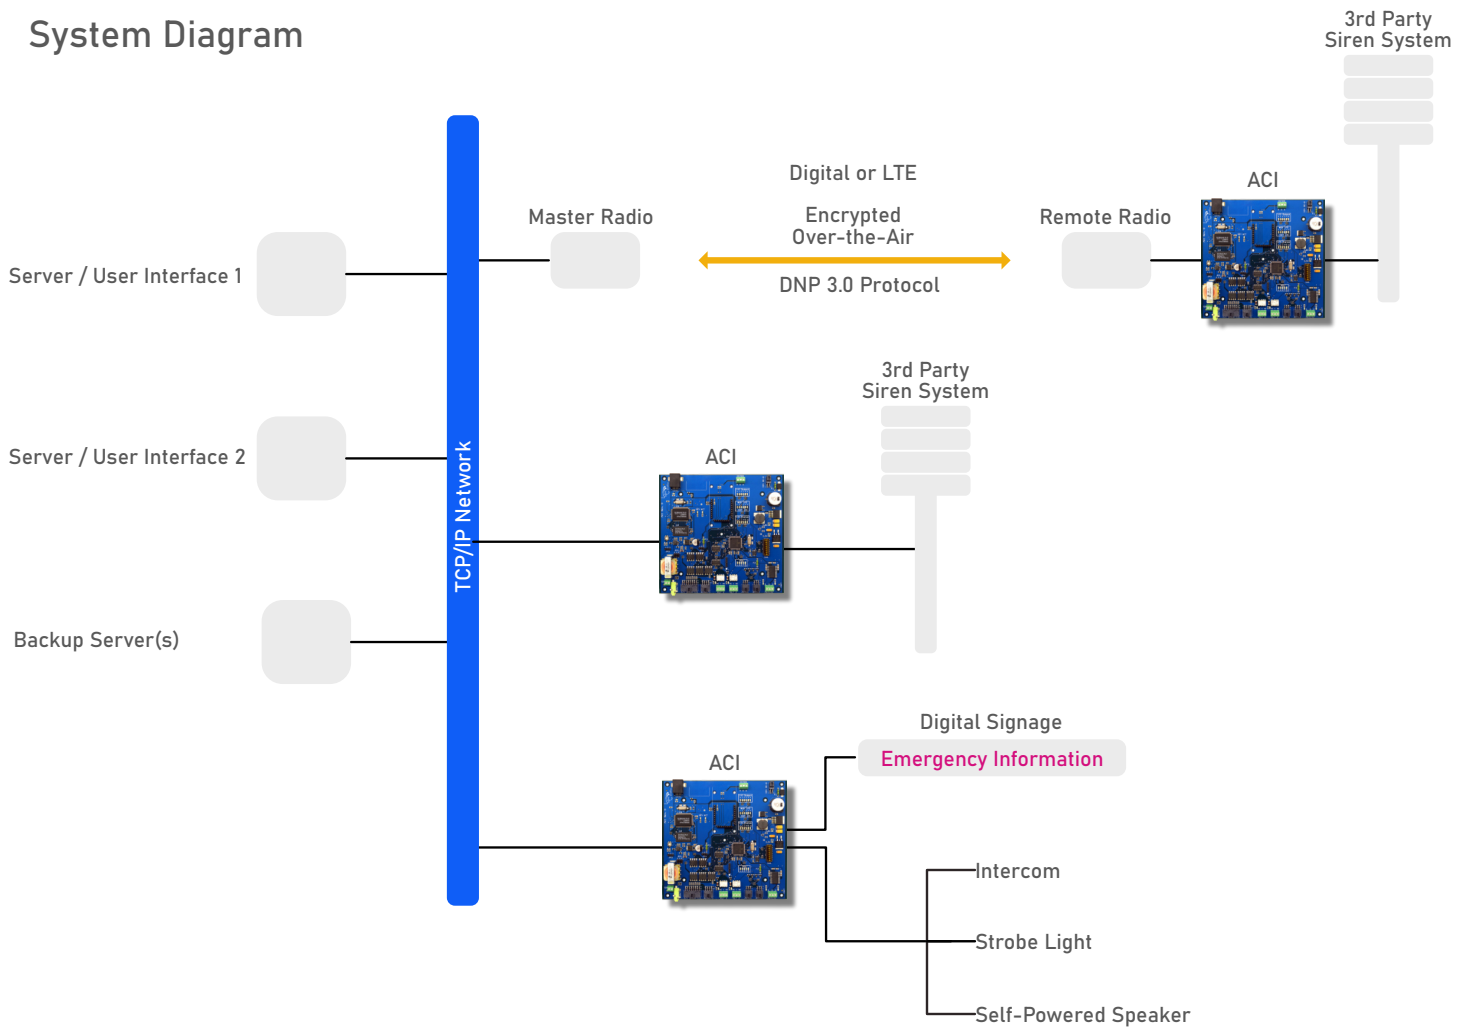 System Diagram
3rd Party
Siren System
Digital or LTE
ACI
Master Radio
Encrypted
Over-the-Air
Remote Radio
Server / User Interface 1
DNP 3.0 Protocol
3rd Party
Siren System
Server / User Interface 2
TCP/IP Network
ACI
Backup Server(s)
Digital Signage
Emergency Information
ACI
Intercom
Strobe Light
Self-Powered Speaker